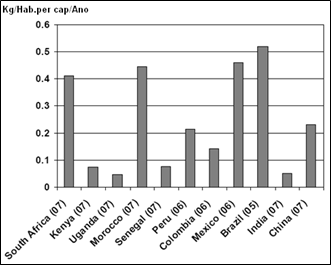 Kg/Hab.per cap/Ano
0.6
0.5
0.4
0.3
0.2
0.1
0
South Africa (07)
Kenya (07)
Uganda (07)
Morocco (07)
Senegal (07)
Peru (06)
Colombia (06)
Mexico (06)
Brazil (05)
India (07)
China (07)